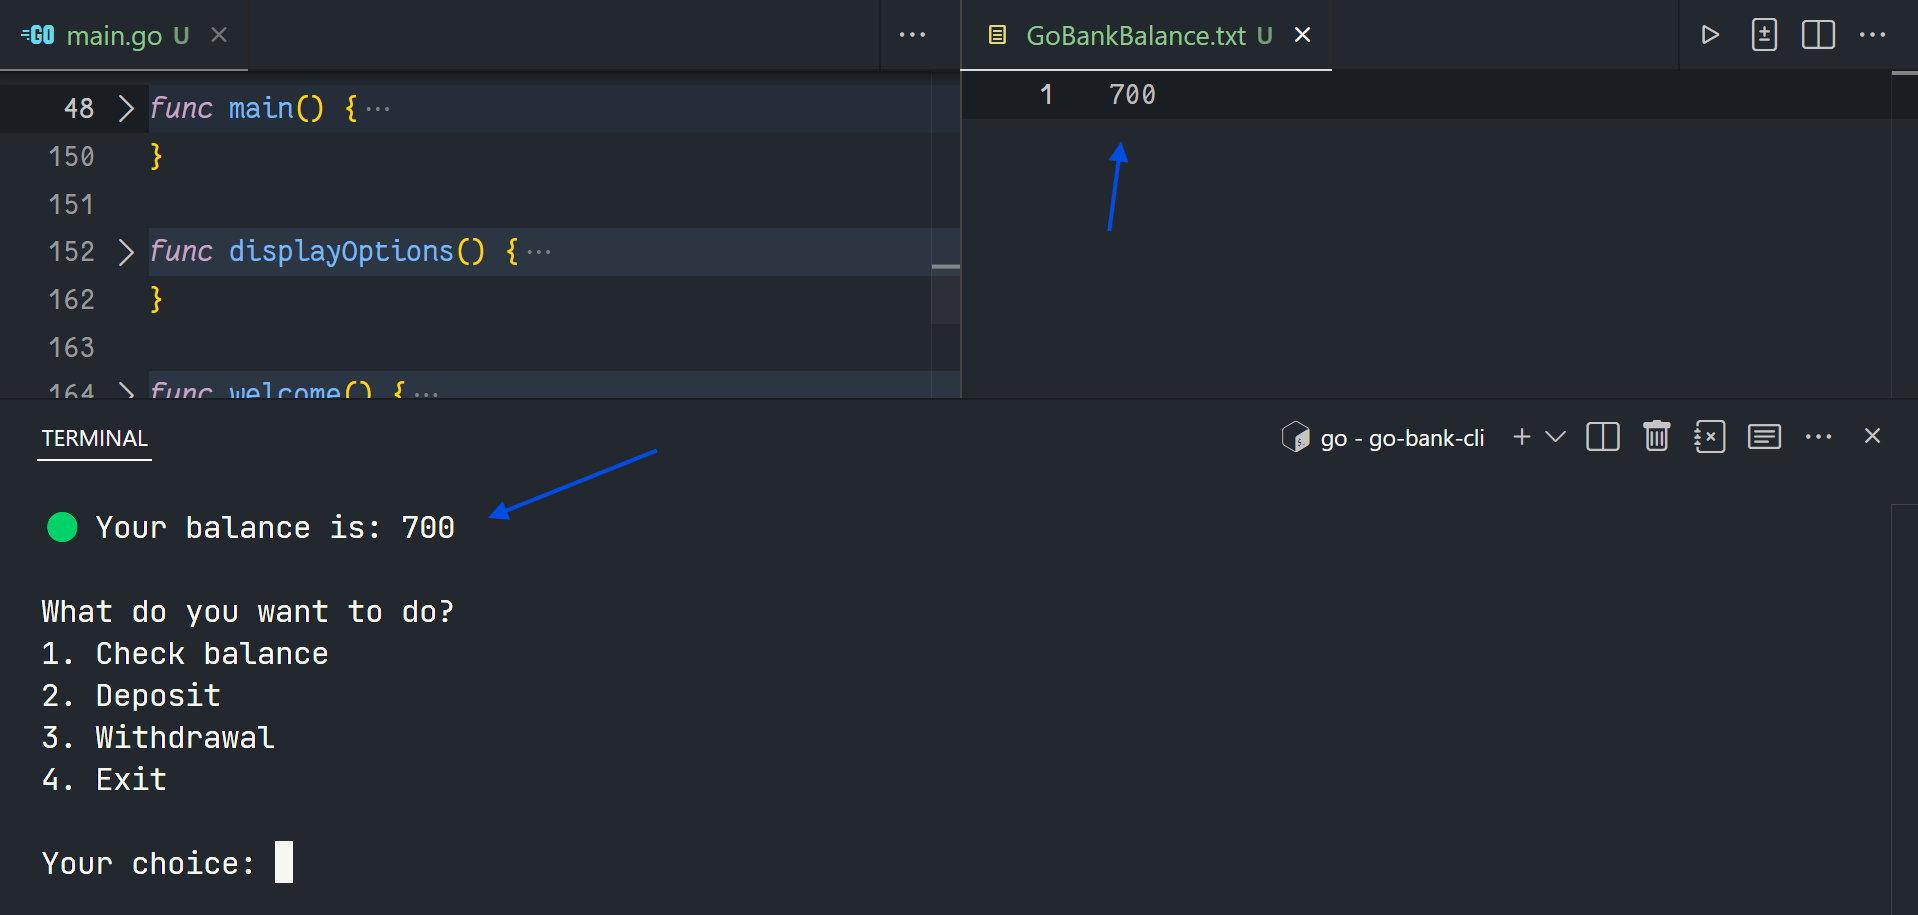 GO main.go U
GoBankBalance.txt U
48 func main() { ···
150 }
151
152 func displayOptions() { ···
162 }
163
164 func welcome() { ···
1 700
TERMINAL
go - go-bank-cli
Your balance is: 700
What do you want to do?
1. Check balance
2. Deposit
3. Withdrawal
4. Exit
Your choice: